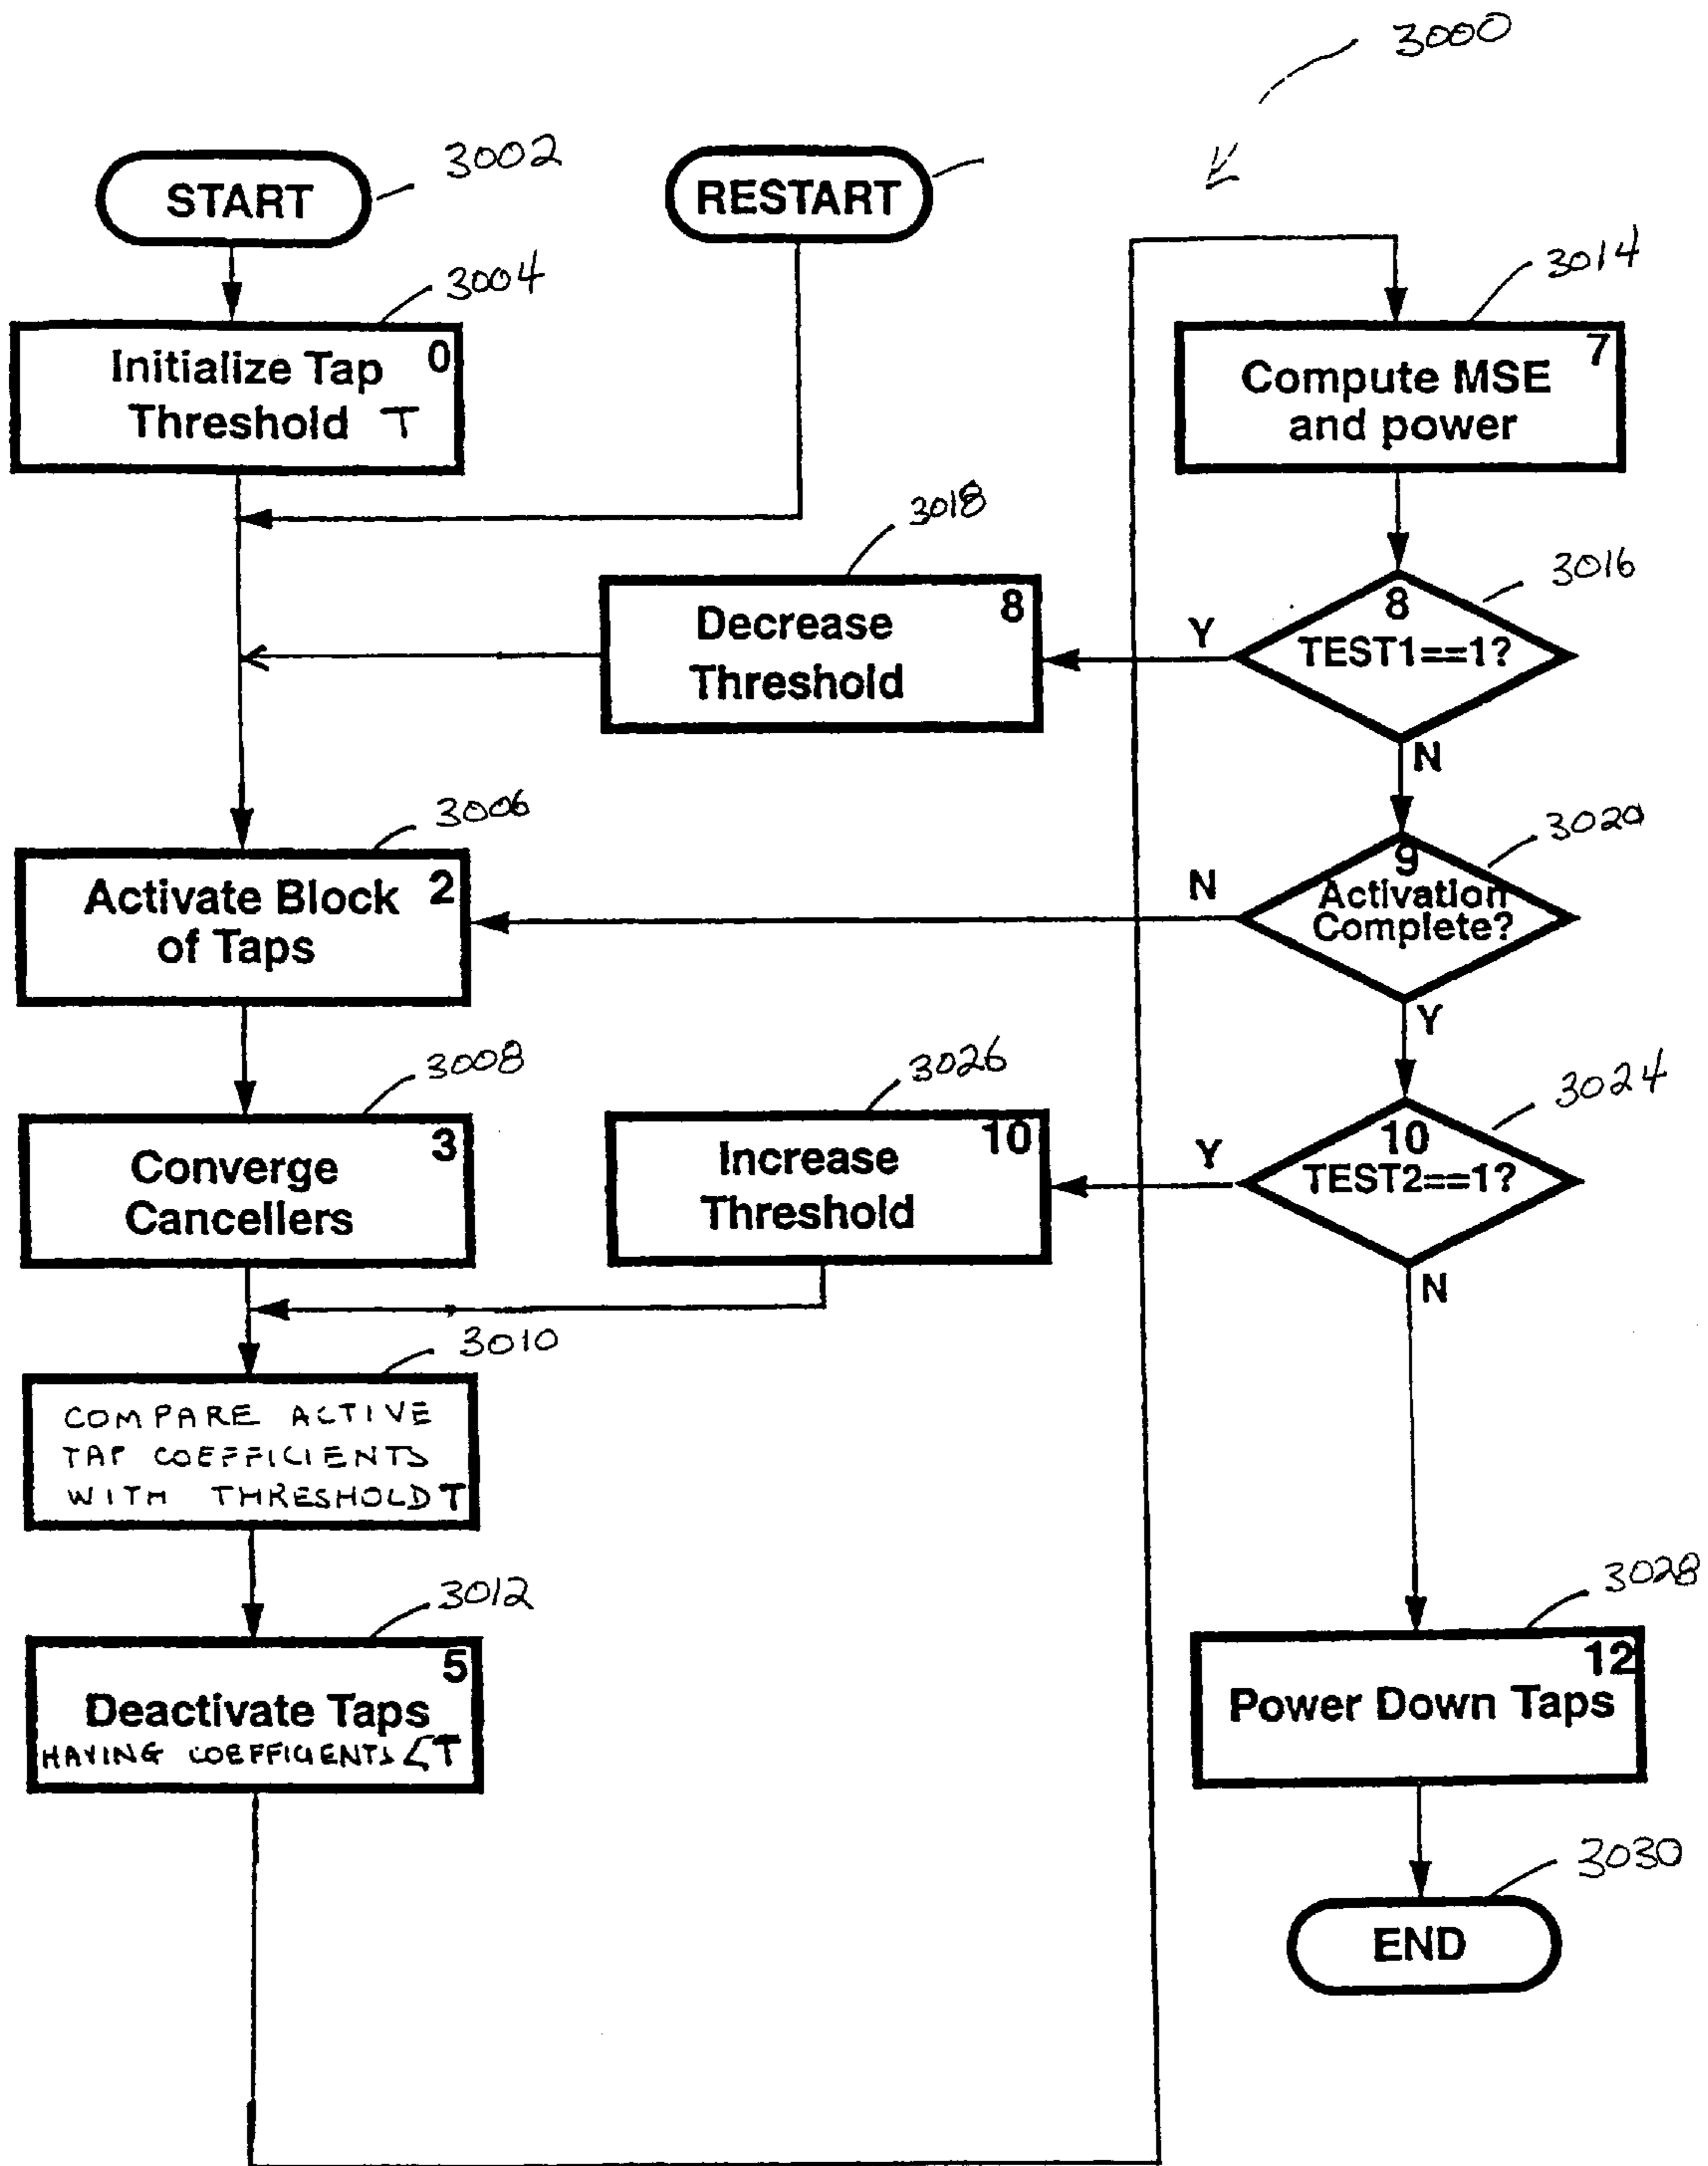 3000
START
3002
RESTART
3004
0
Initialize Tap
Threshold T
3014
7
Compute MSE
and power
3018
8
Decrease
Threshold
3016
8
TEST1==1?
Y
N
3006
2
Activate Block
of Taps
3020
9
Activation
Complete?
N
Y
3008
3
Converge
Cancellers
3026
10
Increase
Threshold
3024
10
TEST2==1?
Y
N
3010
COMPARE ACTIVE
TAP COEFFICIENTS
WITH THRESHOLD T
3012
5
Deactivate Taps
HAVING COEFFICIENTS < T
3028
12
Power Down Taps
3030
END